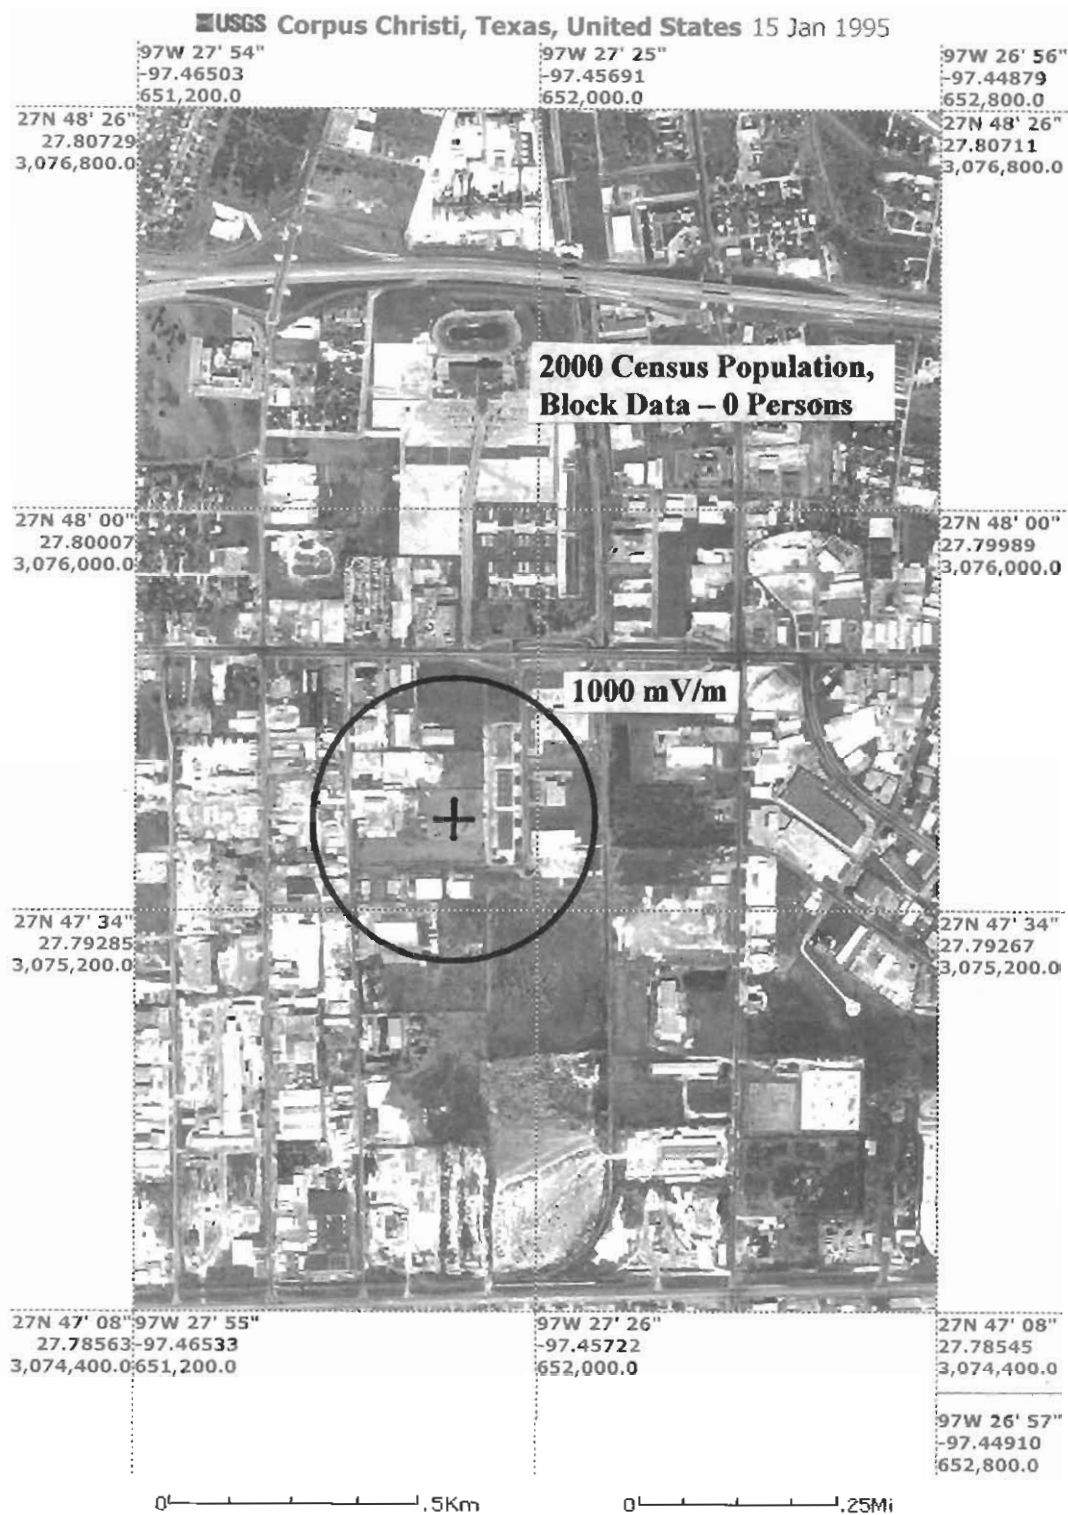 USGS Corpus Christi, Texas, United States 15 Jan 1995
97W 27' 54"
-97.46503
651,200.0
97W 27' 25"
-97.45691
652,000.0
97W 26' 56"
-97.44879
652,800.0
27N 48' 26"
27.80729
3,076,800.0
27N 48' 26"
27.80711
3,076,800.0
2000 Census Population,
Block Data – 0 Persons
27N 48' 00"
27.80007
3,076,000.0
27N 48' 00"
27.79989
3,076,000.0
1000 mV/m
27N 47' 34"
27.79285
3,075,200.0
27N 47' 34"
27.79267
3,075,200.0
27N 47' 08"
27.78563
3,074,400.0
97W 27' 55"
-97.46533
651,200.0
97W 27' 26"
-97.45722
652,000.0
27N 47' 08"
27.78545
3,074,400.0
97W 26' 57"
-97.44910
652,800.0
0 .5Km
0 .25Mi